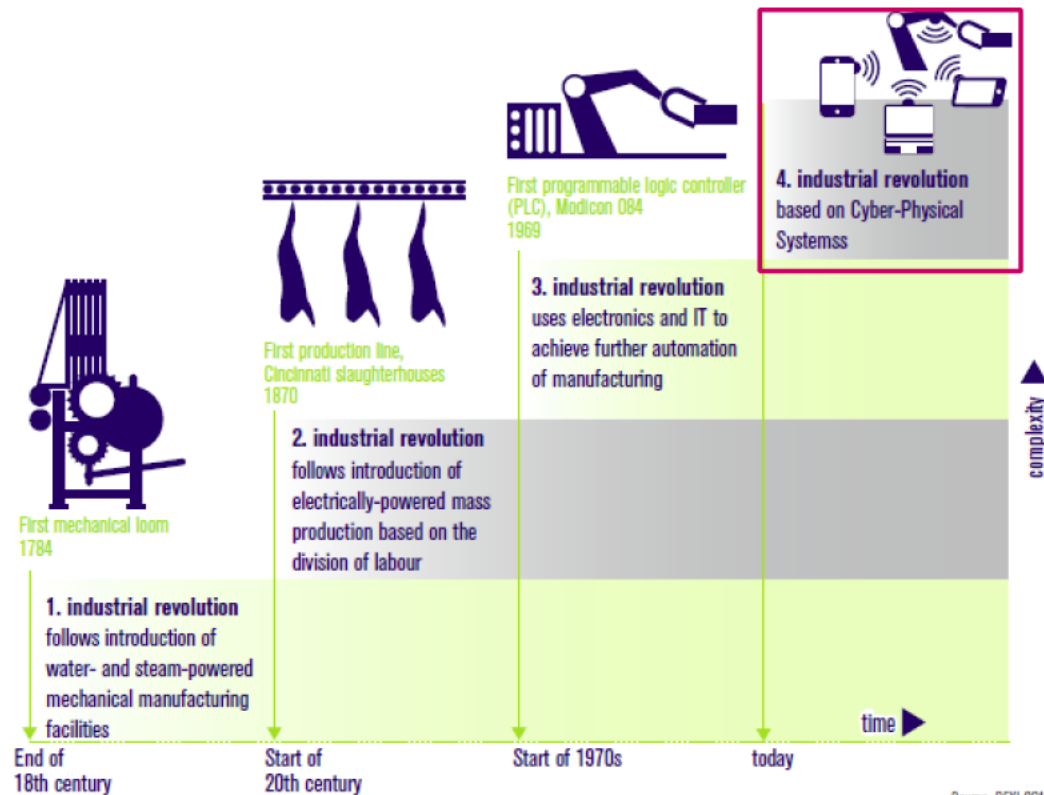 First mechanical loom
1784
First production line,
Cincinnati slaughterhouses
1870
First programmable logic controller
(PLC), Modicon 084
1969
4. industrial revolution
based on Cyber-Physical
Systemss
3. industrial revolution
uses electronics and IT to
achieve further automation
of manufacturing
2. industrial revolution
follows introduction of
electrically-powered mass
production based on the
division of labour
1. industrial revolution
follows introduction of
water- and steam-powered
mechanical manufacturing
facilities
complexity
time
End of
18th century
Start of
20th century
Start of 1970s
today